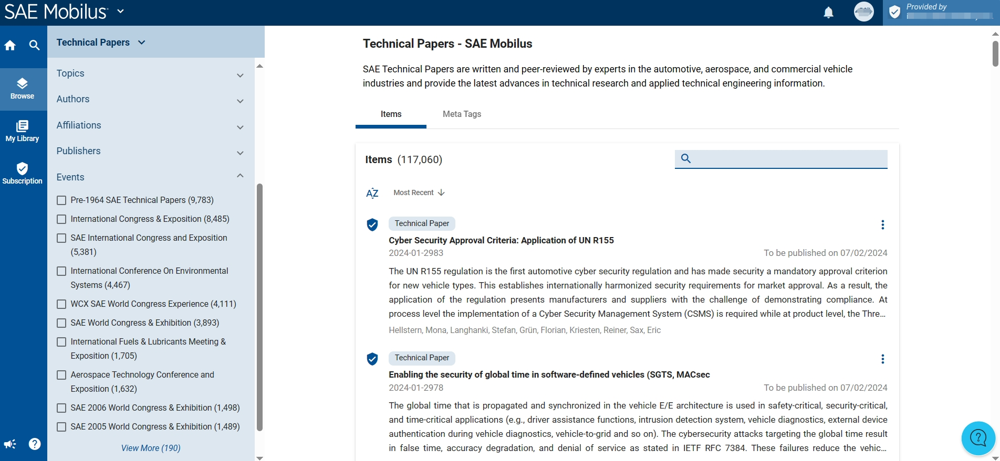 SAE Mobilus
Provided by
Technical Papers
Browse
My Library
Subscription
Topics
Authors
Affiliations
Publishers
Events
Pre-1964 SAE Technical Papers (9,783)
International Congress & Exposition (8,485)
SAE International Congress and Exposition
(5,381)
International Conference On Environmental
Systems (4,467)
WCX SAE World Congress Experience (4,111)
SAE World Congress & Exhibition (3,893)
International Fuels & Lubricants Meeting &
Exposition (1,705)
Aerospace Technology Conference and
Exposition (1,632)
SAE 2006 World Congress & Exhibition (1,498)
SAE 2005 World Congress & Exhibition (1,489)
View More (190)
Technical Papers - SAE Mobilus
SAE Technical Papers are written and peer-reviewed by experts in the automotive, aerospace, and commercial vehicle
industries and provide the latest advances in technical research and applied technical engineering information.
Items
Meta Tags
Items (117,060)
AZ
Most Recent
Technical Paper
Cyber Security Approval Criteria: Application of UN R155
2024-01-2983
To be published on 07/02/2024
The UN R155 regulation is the first automotive cyber security regulation and has made security a mandatory approval criterion
for new vehicle types. This establishes internationally harmonized security requirements for market approval. As a result, the
application of the regulation presents manufacturers and suppliers with the challenge of demonstrating compliance. At
process level the implementation of a Cyber Security Management System (CSMS) is required while at product level, the Thre…
Hellstern, Mona, Langhanki, Stefan, Grün, Florian, Kriesten, Reiner, Sax, Eric
Technical Paper
Enabling the security of global time in software-defined vehicles (SGTS, MACsec
2024-01-2978
To be published on 07/02/2024
The global time that is propagated and synchronized in the vehicle E/E architecture is used in safety-critical, security-critical,
and time-critical applications (e.g., driver assistance functions, intrusion detection system, vehicle diagnostics, external device
authentication during vehicle diagnostics, vehicle-to-grid and so on). The cybersecurity attacks targeting the global time result
in false time, accuracy degradation, and denial of service as stated in IETF RFC 7384. These failures reduce the vehic…